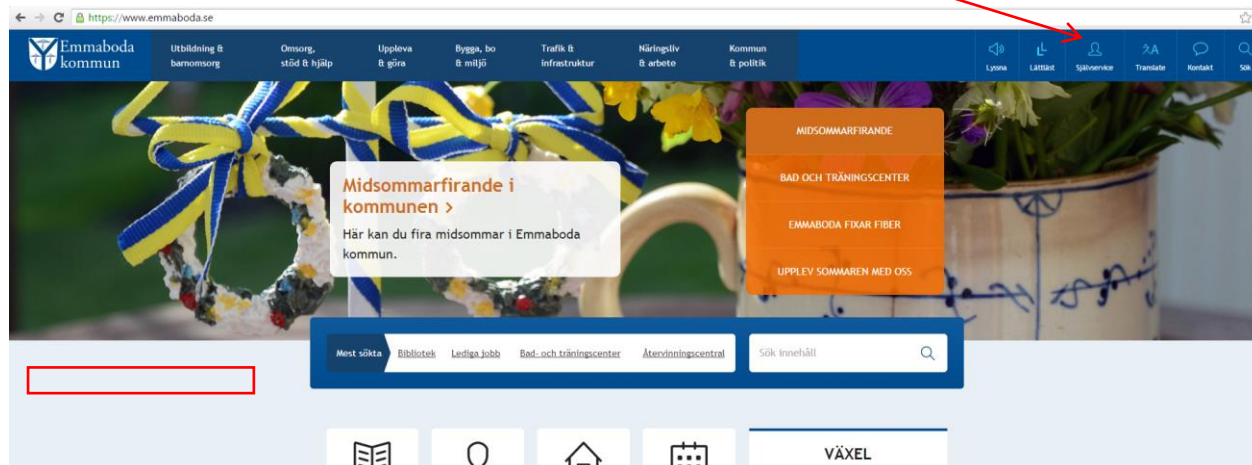 https://www.emmaboda.se
Emmaboda
kommun
Utbildning &
barnomsorg
Omsorg,
stöd & hjälp
Uppleva
& göra
Bygga, bo
& miljö
Trafik &
infrastruktur
Näringsliv
& arbete
Kommun
& politik
Lyssna
Lättläst
Självservice
Translate
Kontakt
Sök
Midsommarfirande i
kommunen >
Här kan du fira midsommar i Emmaboda
kommun.
MIDSOMMARFIRANDE
BAD OCH TRÄNINGSCENTER
EMMABODA FIXAR FIBER
UPPLEV SOMMAREN MED OSS
Mest sökta Bibliotek Lediga jobb Bad- och träningscenter Återvinningscentral
Sök innehåll
VÄXEL